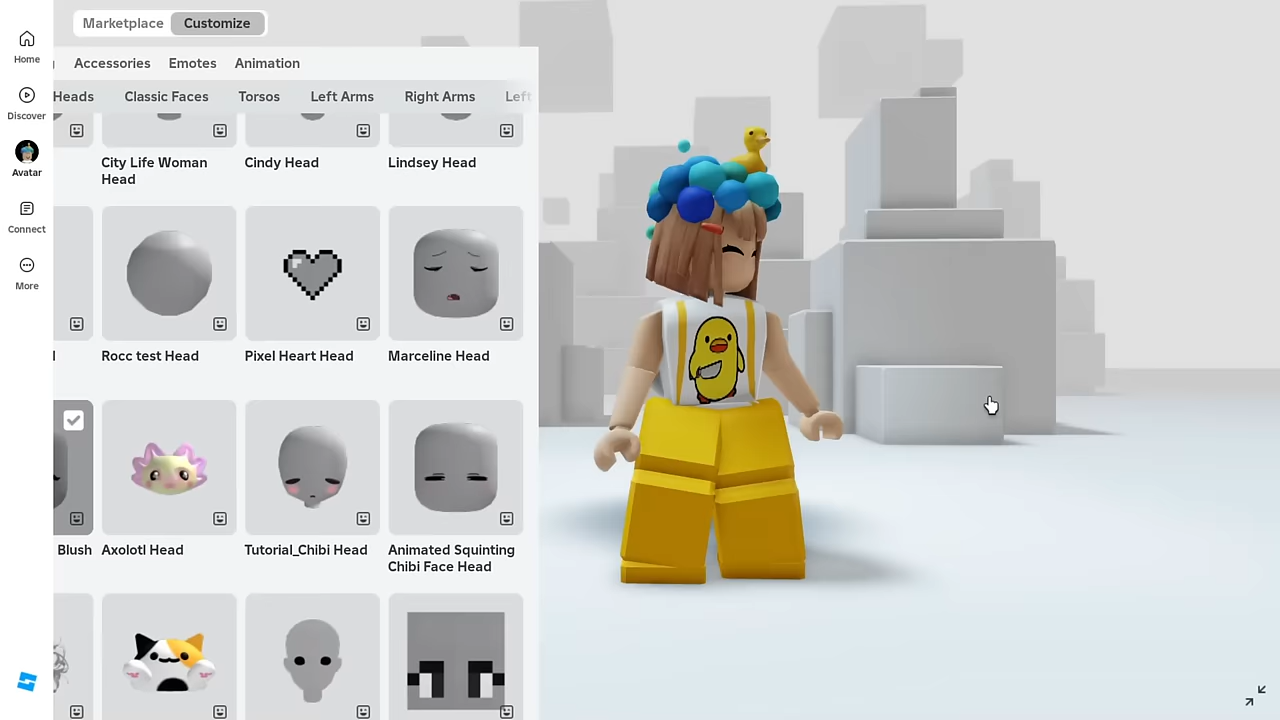 Marketplace Customize
Home
Accessories Emotes Animation
Heads Classic Faces Torsos Left Arms Right Arms Left
Discover
City Life Woman
Head
Cindy Head
Lindsey Head
Avatar
Connect
More
Rocc test Head
Pixel Heart Head
Marceline Head
Blush
Axolotl Head
Tutorial_Chibi Head
Animated Squinting
Chibi Face Head